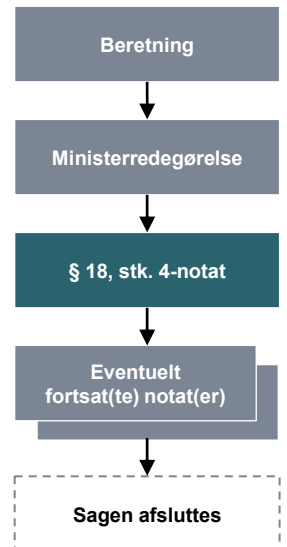 Beretning
Ministerredegørelse
§ 18, stk. 4-notat
Eventuelt
fortsat(te) notat(er)
Sagen afsluttes